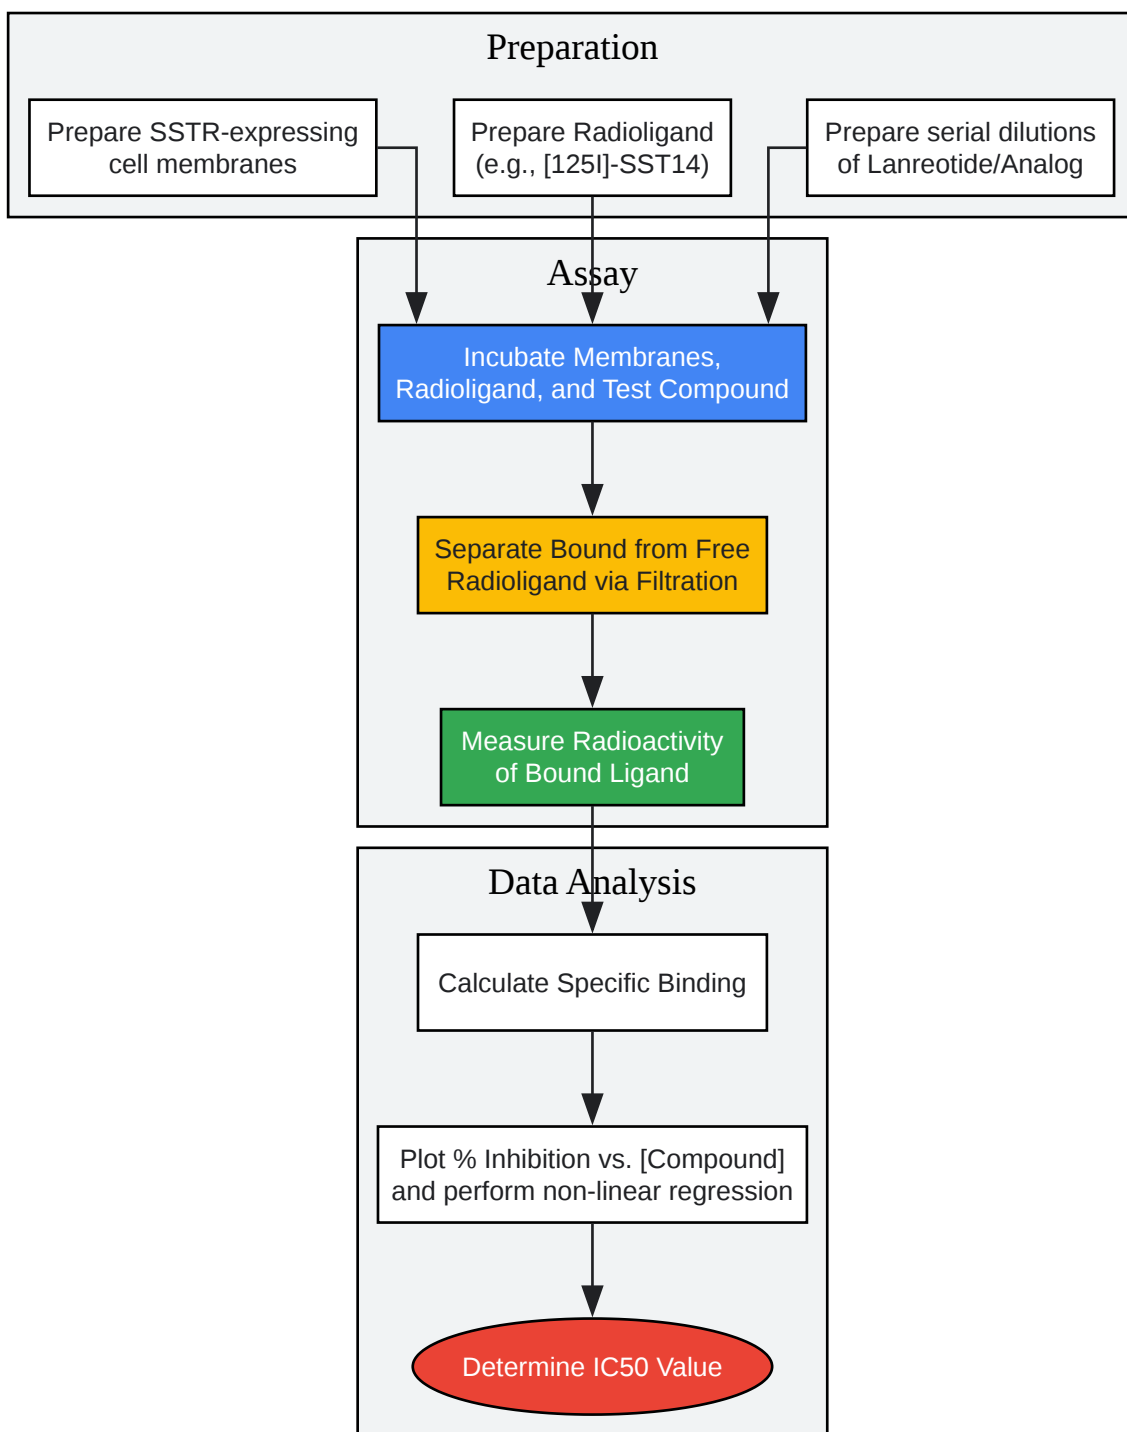 Preparation
Prepare SSTR-expressing
cell membranes
Prepare Radioligand
(e.g., [125I]-SST14)
Prepare serial dilutions
of Lanreotide/Analog
Assay
Incubate Membranes,
Radioligand, and Test Compound
Separate Bound from Free
Radioligand via Filtration
Measure Radioactivity
of Bound Ligand
Data Analysis
Calculate Specific Binding
Plot % Inhibition vs. [Compound]
and perform non-linear regression
Determine IC50 Value